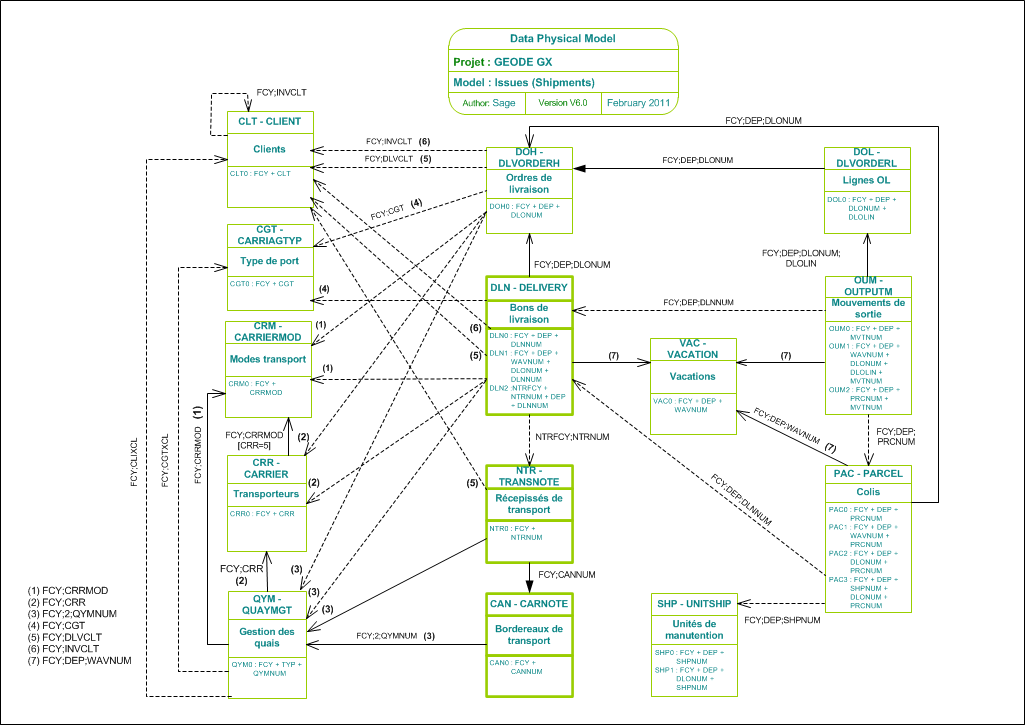 Data Physical Model
Projet : GEODE GX
Model : Issues (Shipments)
Author: Sage
Version V6.0
February 2011
FCY;INVCLT
CLT - CLIENT
Clients
CLT0 : FCY + CLT
FCY;INVCLT (6)
FCY;DLVCLT (5)
FCY;CGT (4)
DOH -
DLVORDERH
Ordres de
livraison
DOH0 : FCY + DEP +
DLONUM
FCY;DEP;DLONUM
FCY;DEP;DLONUM
DOL -
DLVORDERL
Lignes OL
DOL0 : FCY + DEP +
DLONUM +
DLOLIN
CGT -
CARRIAGTYP
Type de port
CGT0 : FCY + CGT
(4)
FCY;DEP;DLONUM
FCY;DEP;DLONUM;
DLOLIN
DLN - DELIVERY
Bons de
livraison
DLN0 : FCY + DEP +
DLNNUM
DLN1 : FCY + DEP +
WAVNUM +
DLONUM +
DLNNUM
DLN2 :NTRFCY +
NTRNUM + DEP
+ DLNNUM
(6)
(5)
FCY;DEP;DLNNUM
OUM -
OUTPUTM
Mouvements de
sortie
OUM0 : FCY + DEP +
MVTNUM
OUM1 : FCY + DEP +
WAVNUM +
DLONUM +
DLOLIN +
MVTNUM
OUM2 : FCY + DEP +
PRCNUM +
MVTNUM
CRM -
CARRIERMOD
Modes transport
CRM0 : FCY +
CRRMOD
(1)
(1)
VAC -
VACATION
Vacations
VAC0 : FCY + DEP +
WAVNUM
(7)
(7)
FCY;DEP;WAVNUM (7)
FCY;DEP;
PRCNUM
FCY;CRRMOD
[CRR=5]
(2)
FCY;CRRMOD (1)
FCY;CGTXCL
FCY;CLIXCL
NTRFCY;NTRNUM
CRR -
CARRIER
Transporteurs
CRR0 : FCY + CRR
(2)
(5)
NTR -
TRANSNOTE
Récepissés de
transport
NTR0 : FCY +
NTRNUM
FCY;DEP;DLNNUM
PAC - PARCEL
Colis
PAC0 : FCY + DEP +
PRCNUM
PAC1 : FCY + DEP +
WAVNUM +
PRCNUM
PAC2 : FCY + DEP +
DLONUM +
PRCNUM
PAC3 : FCY + DEP +
SHPNUM +
DLONUM +
PRCNUM
FCY;CRR
(2)
(3)
(3)
(3)
FCY;CANNUM
QYM -
QUAYMGT
Gestion des
quais
QYM0 : FCY + TYP +
QYMNUM
FCY;2;QYMNUM (3)
CAN - CARNOTE
Bordereaux de
transport
CAN0 : FCY +
CANNUM
SHP - UNITSHIP
Unités de
manutention
SHP0 : FCY + DEP +
SHPNUM
SHP1 : FCY + DEP +
DLONUM +
SHPNUM
FCY;DEP;SHPNUM
(1) FCY;CRRMOD
(2) FCY;CRR
(3) FCY;2;QYMNUM
(4) FCY;CGT
(5) FCY;DLVCLT
(6) FCY;INVCLT
(7) FCY;DEP;WAVNUM